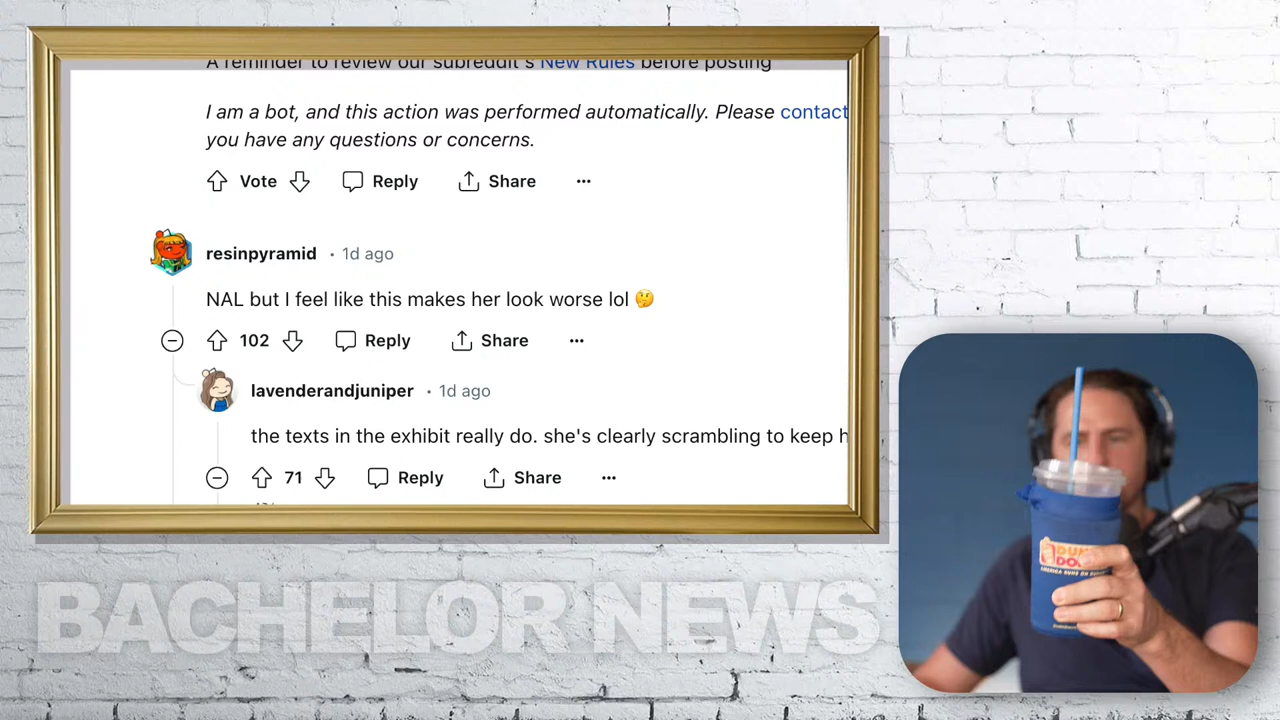 A reminder to review our subreddit's New Rules before posting
I am a bot, and this action was performed automatically. Please contact
you have any questions or concerns.
Vote Reply Share
resinpyramid • 1d ago
NAL but I feel like this makes her look worse lol 🤔
102 Reply Share
lavenderandjuniper • 1d ago
the texts in the exhibit really do. she's clearly scrambling to keep h
71 Reply Share
BACHELOR NEWS
AMERICA RUNS ON